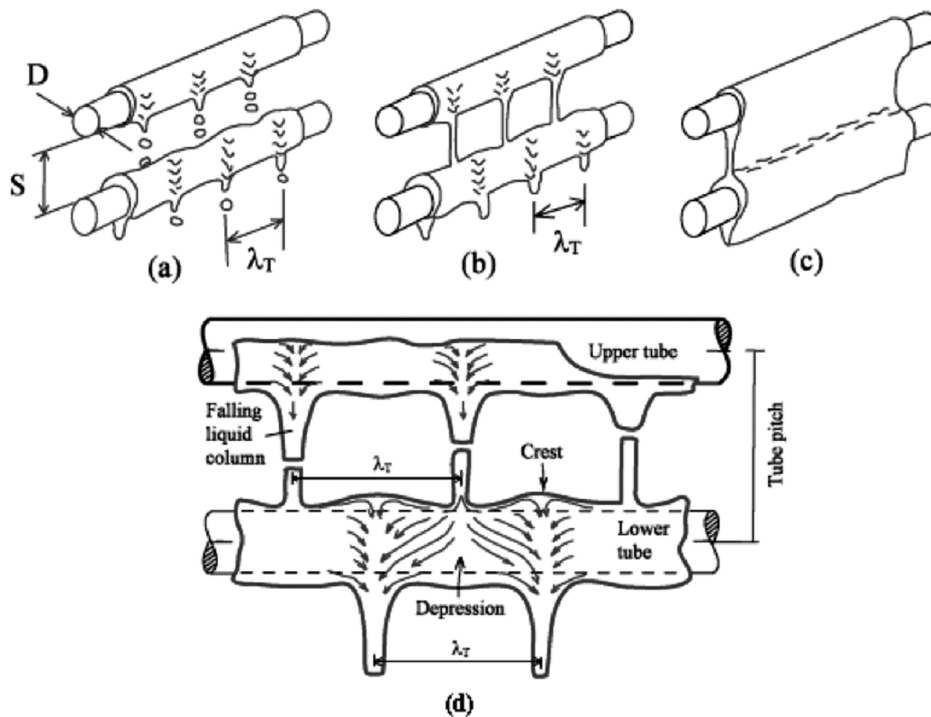 D
S
λT
(a)
λT
(b)
(c)
Upper tube
Falling
liquid
column
λT
Crest
Tube pitch
Lower
tube
Depression
λT
(d)